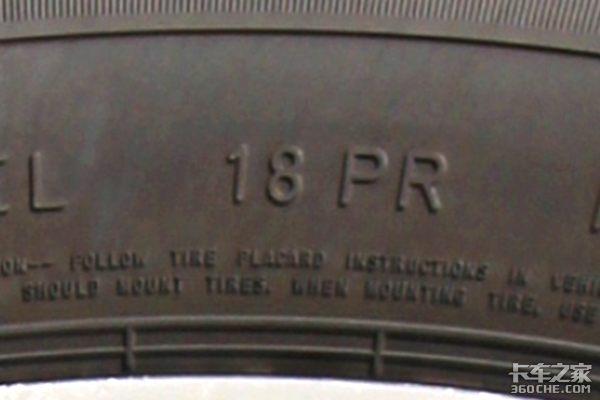 18 PR
FOLLOW TIRE PLACARD INSTRUCTIONS IN
SHOULD MOUNT TIRES. WHEN MOUNTING TIRE, USE
卡车之家
360CHE.COM